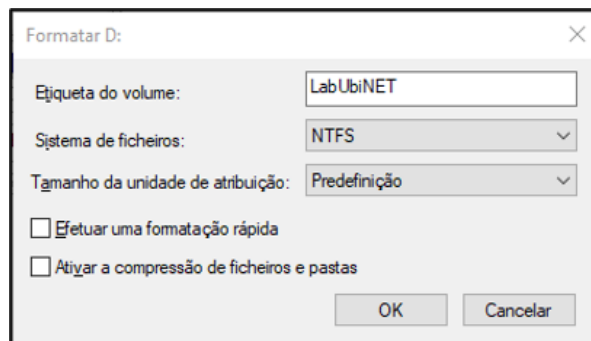 Formatar D:
Etiqueta do volume: LabUbiNET
Sistema de ficheiros: NTFS
Tamanho da unidade de atribuição: Predefinição
Efetuar uma formatação rápida
Ativar a compressão de ficheiros e pastas
OK Cancelar